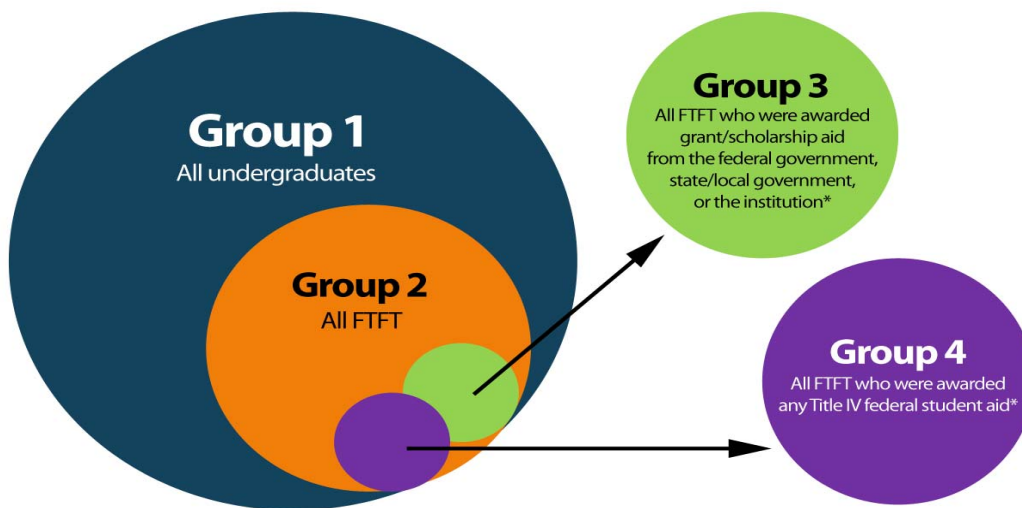 Group 1
All undergraduates
Group 2
All FTFT
Group 3
All FTFT who were awarded
grant/scholarship aid
from the federal government,
state/local government,
or the institution*
Group 4
All FTFT who were awarded
any Title IV federal student aid*